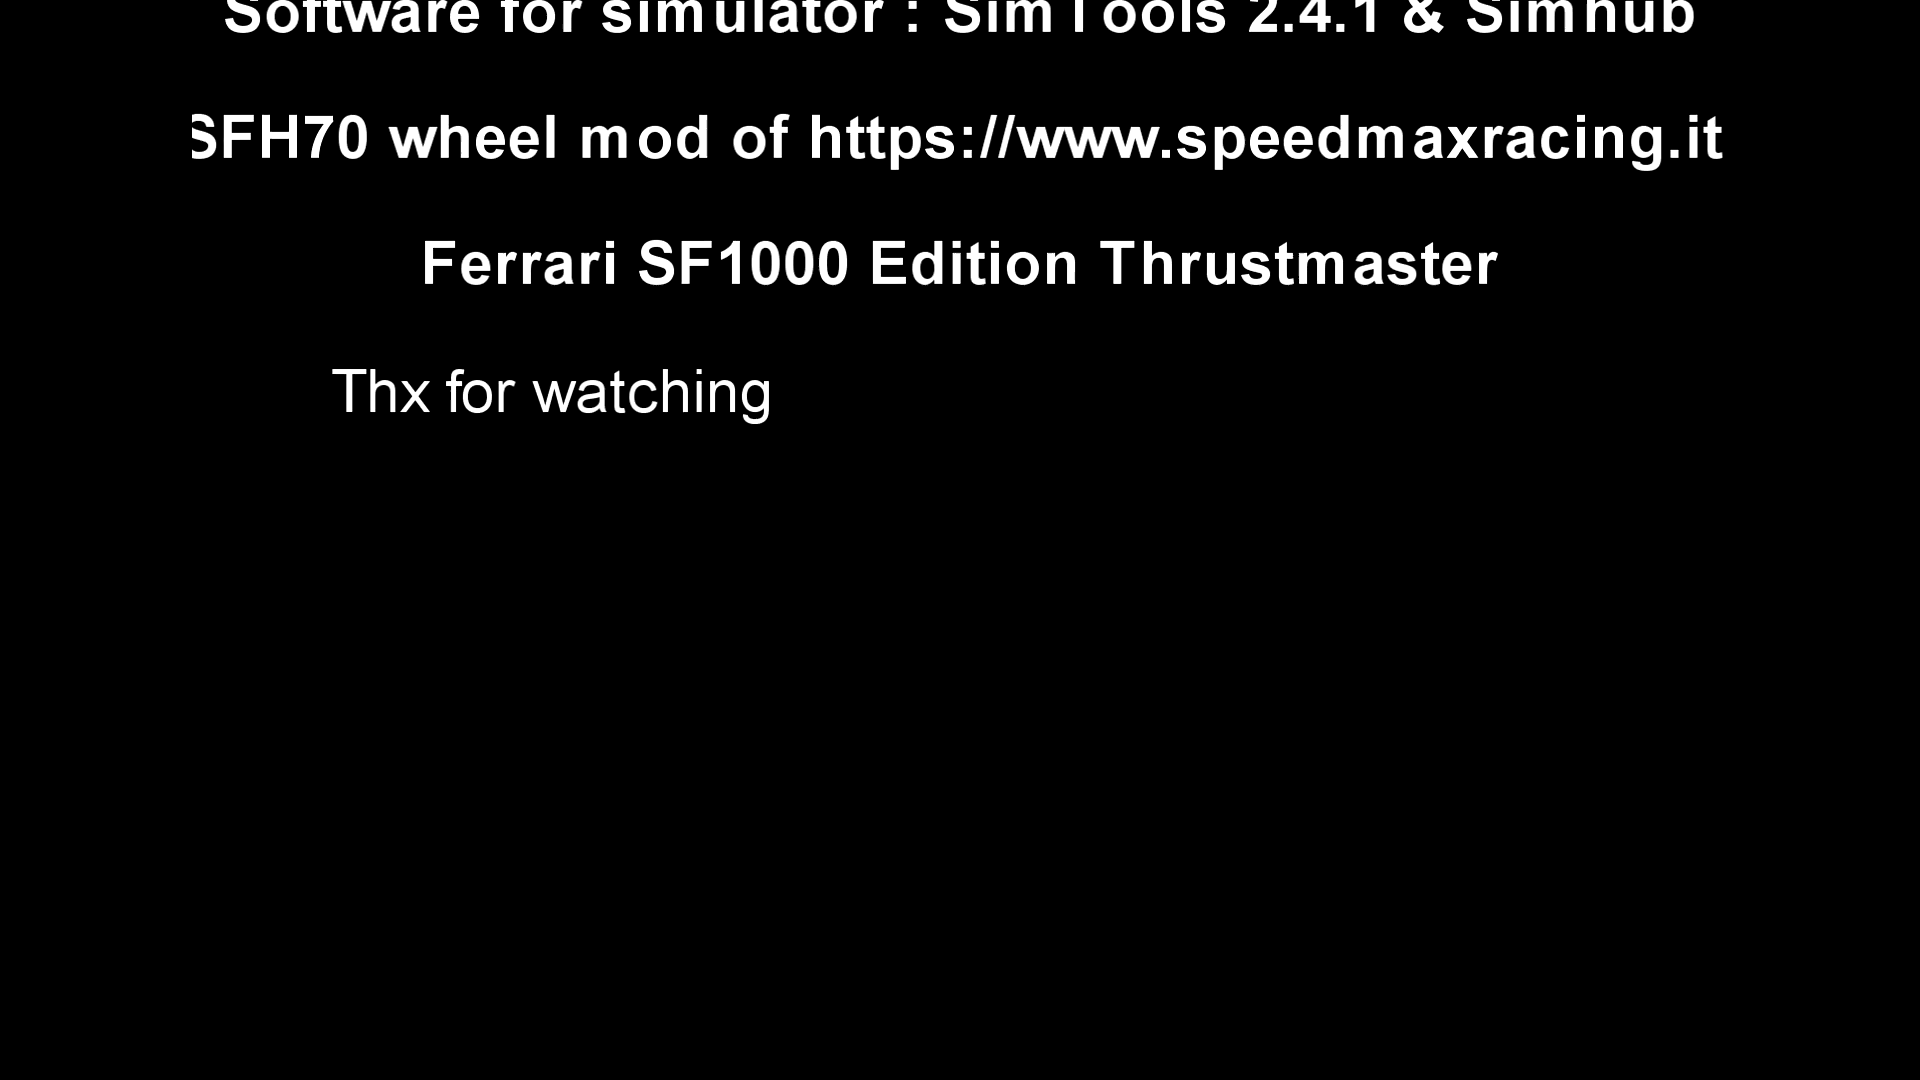 Software for simulator : SimTools 2.4.1 & Simhub
SFH70 wheel mod of https://www.speedmaxracing.it
Ferrari SF1000 Edition Thrustmaster
Thx for watching